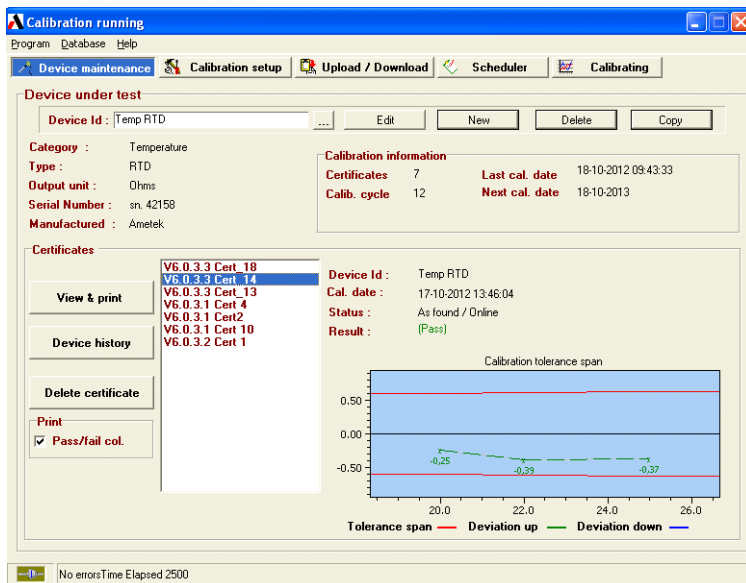 Calibration running
Program Database Help
Device maintenance Calibration setup Upload / Download Scheduler Calibrating
Device under test
Device Id : Temp RTD ... Edit New Delete Copy
Category : Temperature
Type : RTD
Output unit : Ohms
Serial Number : sn. 42158
Manufactured : Ametek
Calibration information
Certificates 7 Last cal. date 18-10-2012 09:43:33
Calib. cycle 12 Next cal. date 18-10-2013
Certificates
View & print
Device history
Delete certificate
Print
Pass/fail col.
V6.0.3.3 Cert_18
V6.0.3.3 Cert_14
V6.0.3.3 Cert_13
V6.0.3.1 Cert 4
V6.0.3.1 Cert2
V6.0.3.1 Cert 10
V6.0.3.2 Cert 1
Device Id : Temp RTD
Cal. date : 17-10-2012 13:46:04
Status : As found / Online
Result : (Pass)
Calibration tolerance span
0.50
0.00
-0.50
-0,25 -0,39 -0,37
20.0 22.0 24.0 26.0
Tolerance span Deviation up Deviation down
No errorsTime Elapsed 2500